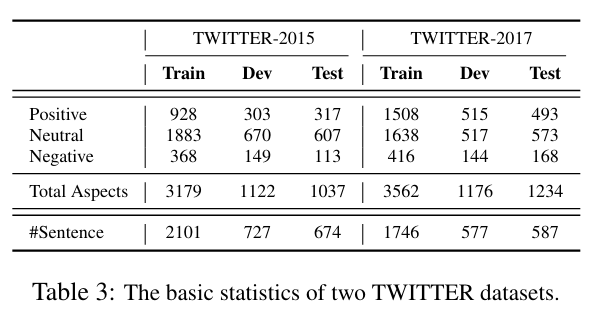 TWITTER-2015 TWITTER-2017
Train Dev Test Train Dev Test
Positive 928 303 317 1508 515 493
Neutral 1883 670 607 1638 517 573
Negative 368 149 113 416 144 168
Total Aspects 3179 1122 1037 3562 1176 1234
#Sentence 2101 727 674 1746 577 587
Table 3: The basic statistics of two TWITTER datasets.